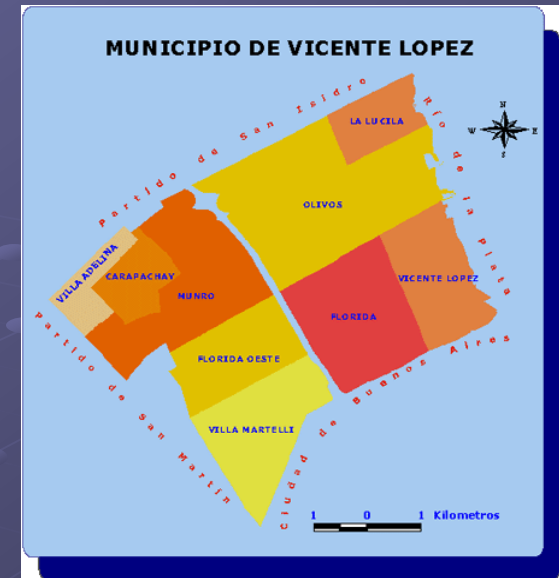 MUNICIPIO DE VICENTE LOPEZ
Partido de San Isidro
Río de la Plata
N
W E
S
LA LUCILA
OLIVOS
VILLA ADELINA
CARAPACHAY
MUNRO
VICENTE LOPEZ
FLORIDA
FLORIDA OESTE
VILLA MARTELLI
Partido de San Martín
Ciudad de Buenos Aires
1 0 1 Kilometros